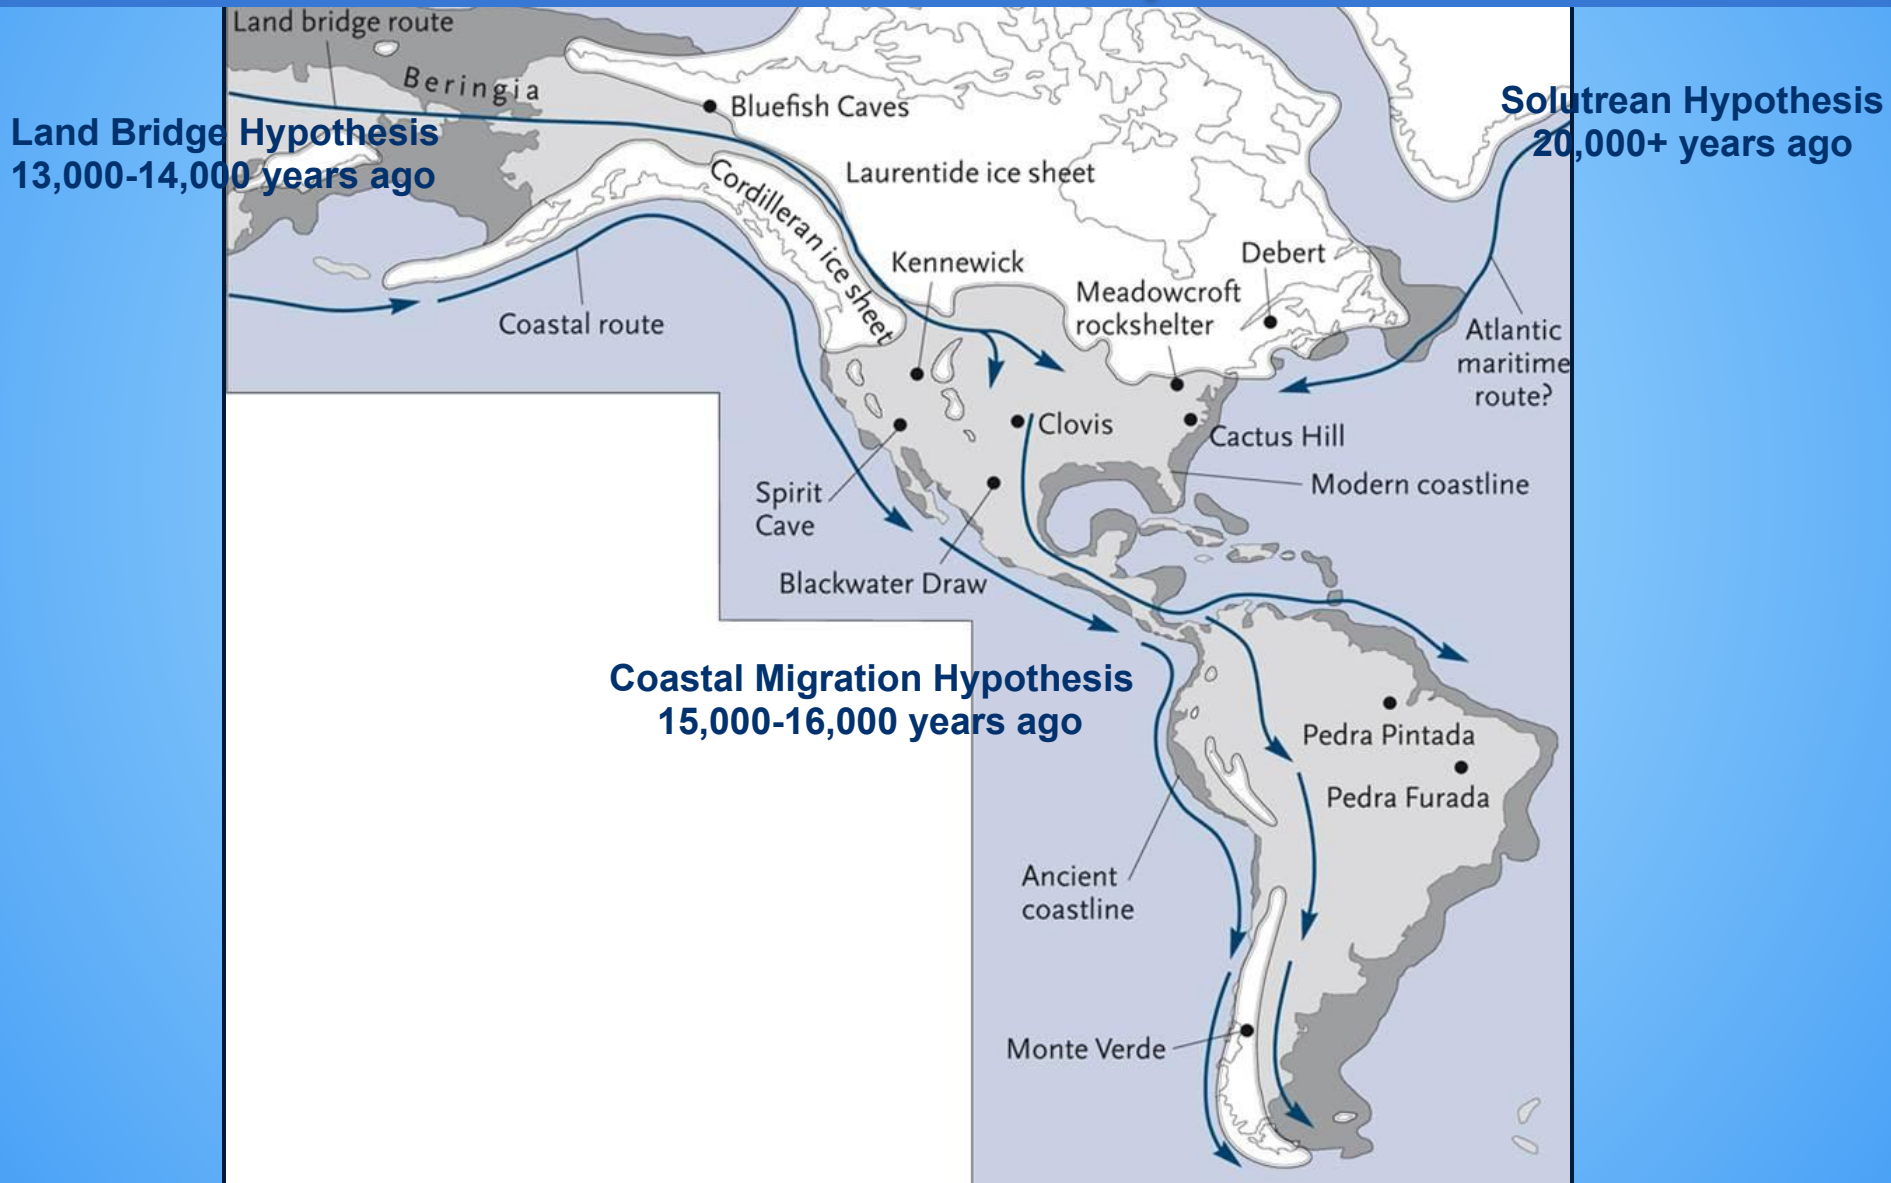 Land bridge route
Beringia
Bluefish Caves
Solutrean Hypothesis
20,000+ years ago
Land Bridge Hypothesis
13,000-14,000 years ago
Laurentide ice sheet
Cordilleran ice sheet
Kennewick
Debert
Meadowcroft
rockshelter
Coastal route
Atlantic
maritime
route?
Clovis
Cactus Hill
Modern coastline
Spirit
Cave
Blackwater Draw
Coastal Migration Hypothesis
15,000-16,000 years ago
Pedra Pintada
Pedra Furada
Ancient
coastline
Monte Verde